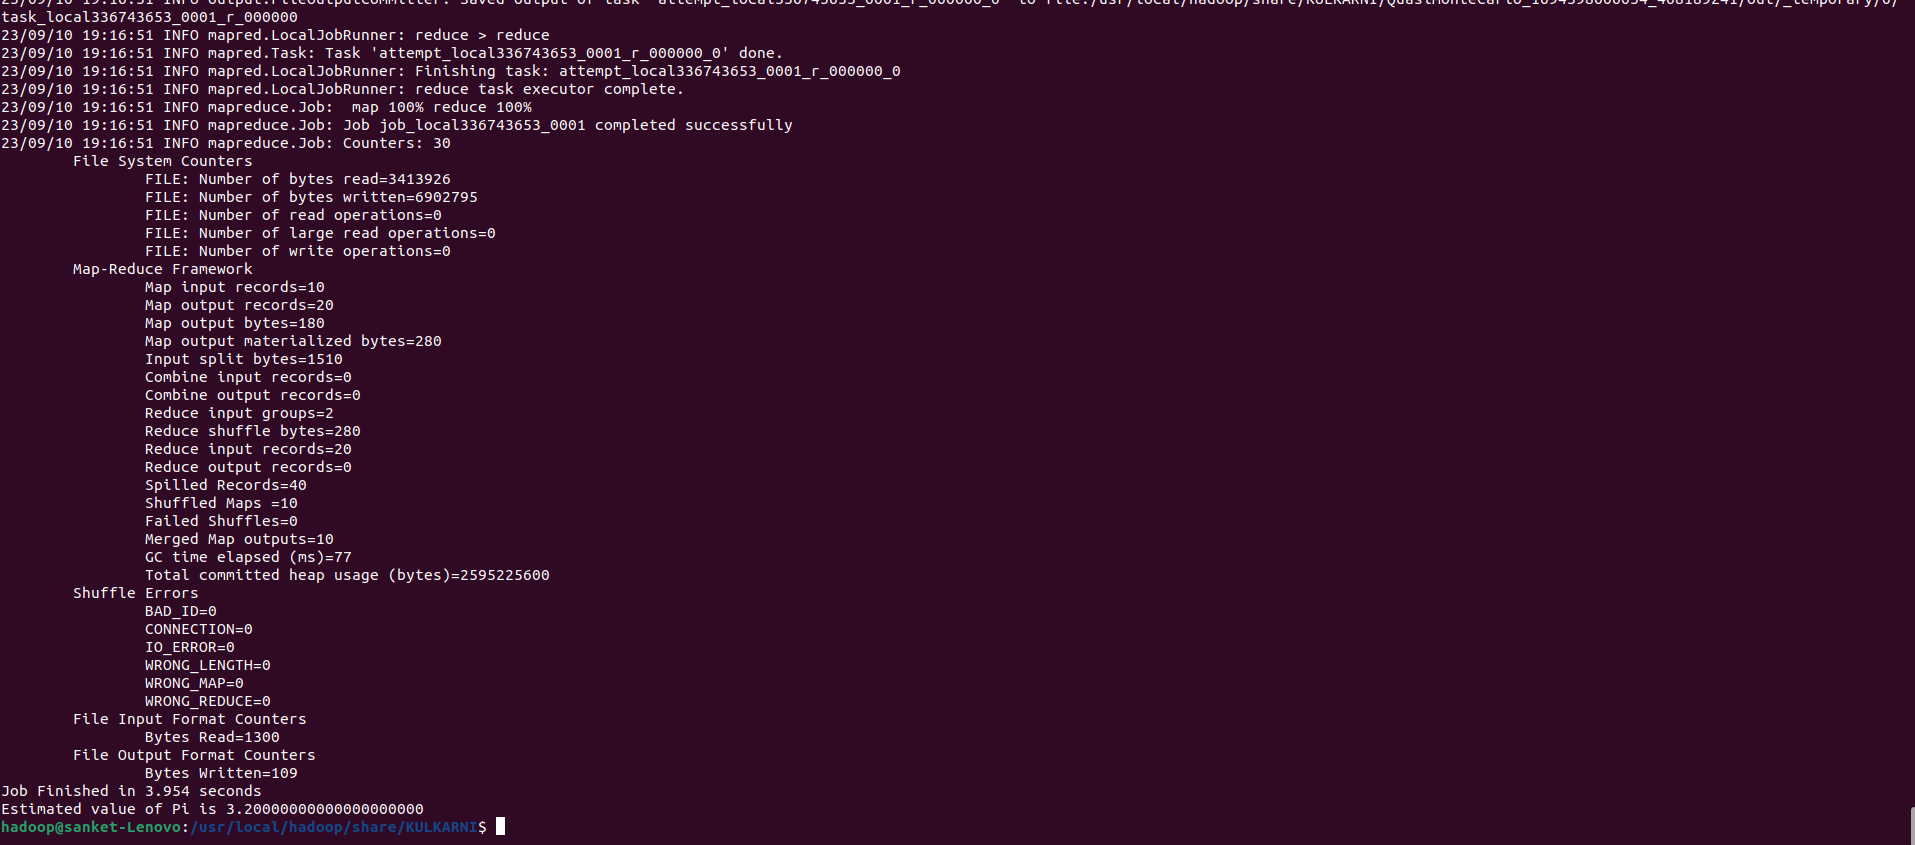 task_local336743653_0001_r_000000
23/09/10 19:16:51 INFO mapred.LocalJobRunner: reduce > reduce
23/09/10 19:16:51 INFO mapred.Task: Task 'attempt_local336743653_0001_r_000000_0' done.
23/09/10 19:16:51 INFO mapred.LocalJobRunner: Finishing task: attempt_local336743653_0001_r_000000_0
23/09/10 19:16:51 INFO mapred.LocalJobRunner: reduce task executor complete.
23/09/10 19:16:51 INFO mapreduce.Job:  map 100% reduce 100%
23/09/10 19:16:51 INFO mapreduce.Job: Job job_local336743653_0001 completed successfully
23/09/10 19:16:51 INFO mapreduce.Job: Counters: 30
File System Counters
FILE: Number of bytes read=3413926
FILE: Number of bytes written=6902795
FILE: Number of read operations=0
FILE: Number of large read operations=0
FILE: Number of write operations=0
Map-Reduce Framework
Map input records=10
Map output records=20
Map output bytes=180
Map output materialized bytes=280
Input split bytes=1510
Combine input records=0
Combine output records=0
Reduce input groups=2
Reduce shuffle bytes=280
Reduce input records=20
Reduce output records=0
Spilled Records=40
Shuffled Maps =10
Failed Shuffles=0
Merged Map outputs=10
GC time elapsed (ms)=77
Total committed heap usage (bytes)=2595225600
Shuffle Errors
BAD_ID=0
CONNECTION=0
IO_ERROR=0
WRONG_LENGTH=0
WRONG_MAP=0
WRONG_REDUCE=0
File Input Format Counters
Bytes Read=1300
File Output Format Counters
Bytes Written=109
Job Finished in 3.954 seconds
Estimated value of Pi is 3.20000000000000000000
hadoop@sanket-Lenovo:/usr/local/hadoop/share/KULKARNI$